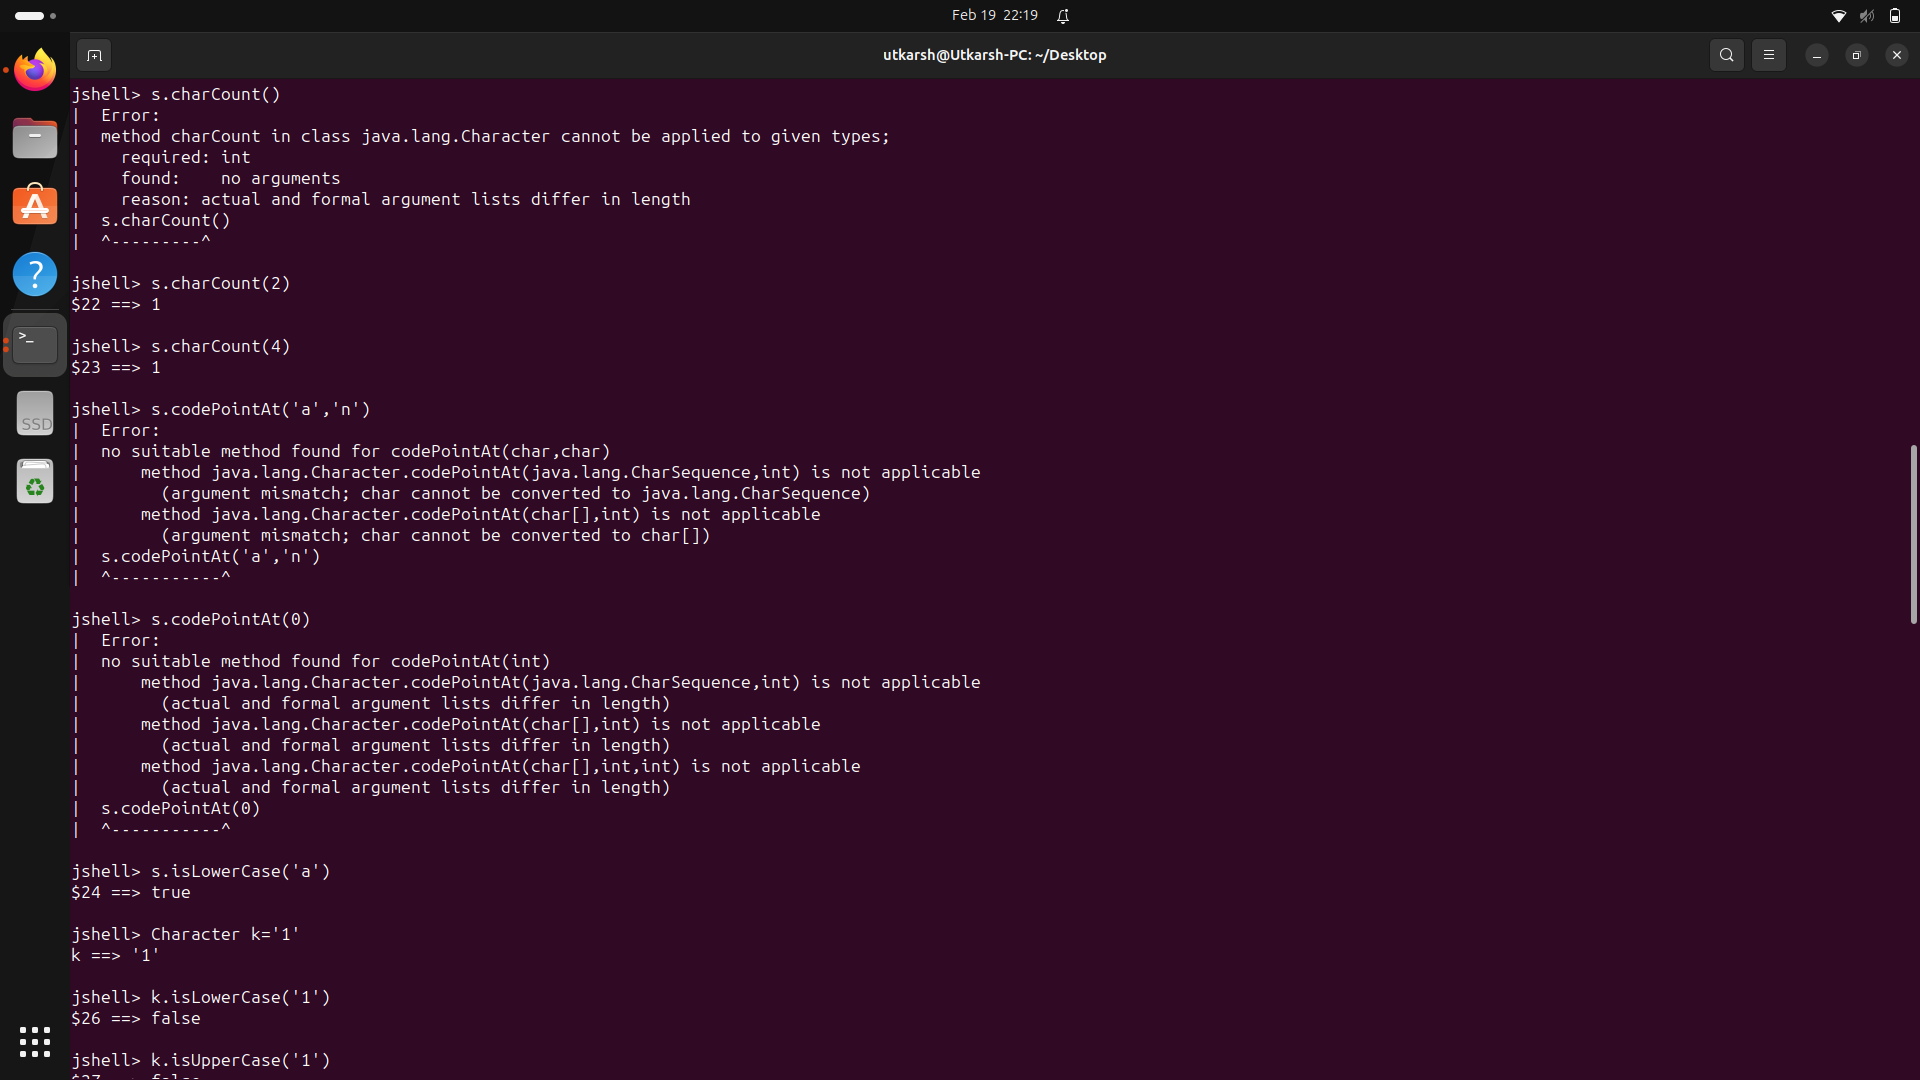 Feb 19 22:19
utkarsh@Utkarsh-PC: ~/Desktop
jshell> s.charCount()
|  Error:
|  method charCount in class java.lang.Character cannot be applied to given types;
|    required: int
|    found:    no arguments
|    reason: actual and formal argument lists differ in length
|  s.charCount()
|  ^---------^
jshell> s.charCount(2)
$22 ==> 1
jshell> s.charCount(4)
$23 ==> 1
jshell> s.codePointAt('a','n')
|  Error:
|  no suitable method found for codePointAt(char,char)
|      method java.lang.Character.codePointAt(java.lang.CharSequence,int) is not applicable
|        (argument mismatch; char cannot be converted to java.lang.CharSequence)
|      method java.lang.Character.codePointAt(char[],int) is not applicable
|        (argument mismatch; char cannot be converted to char[])
|  s.codePointAt('a','n')
|  ^-----------^
jshell> s.codePointAt(0)
|  Error:
|  no suitable method found for codePointAt(int)
|      method java.lang.Character.codePointAt(java.lang.CharSequence,int) is not applicable
|        (actual and formal argument lists differ in length)
|      method java.lang.Character.codePointAt(char[],int) is not applicable
|        (actual and formal argument lists differ in length)
|      method java.lang.Character.codePointAt(char[],int,int) is not applicable
|        (actual and formal argument lists differ in length)
|  s.codePointAt(0)
|  ^-----------^
jshell> s.isLowerCase('a')
$24 ==> true
jshell> Character k='1'
k ==> '1'
jshell> k.isLowerCase('1')
$26 ==> false
jshell> k.isUpperCase('1')
$27 ==> false
SSD